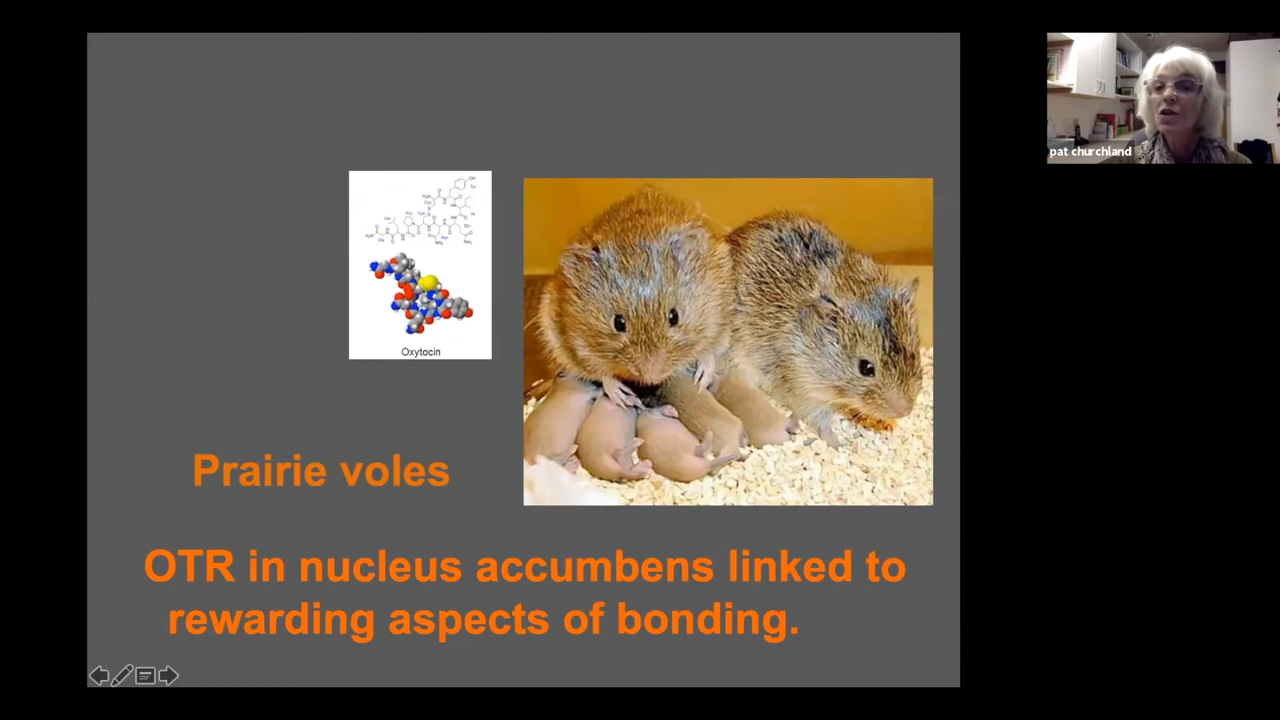 pat churchland
Oxytocin
Prairie voles
OTR in nucleus accumbens linked to
rewarding aspects of bonding.